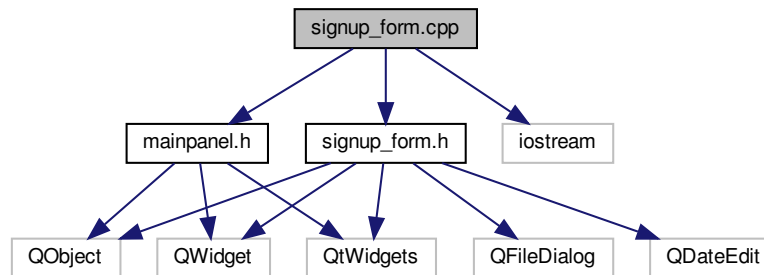 signup_form.cpp
mainpanel.h
signup_form.h
iostream
QObject
QWidget
QtWidgets
QFileDialog
QDateEdit